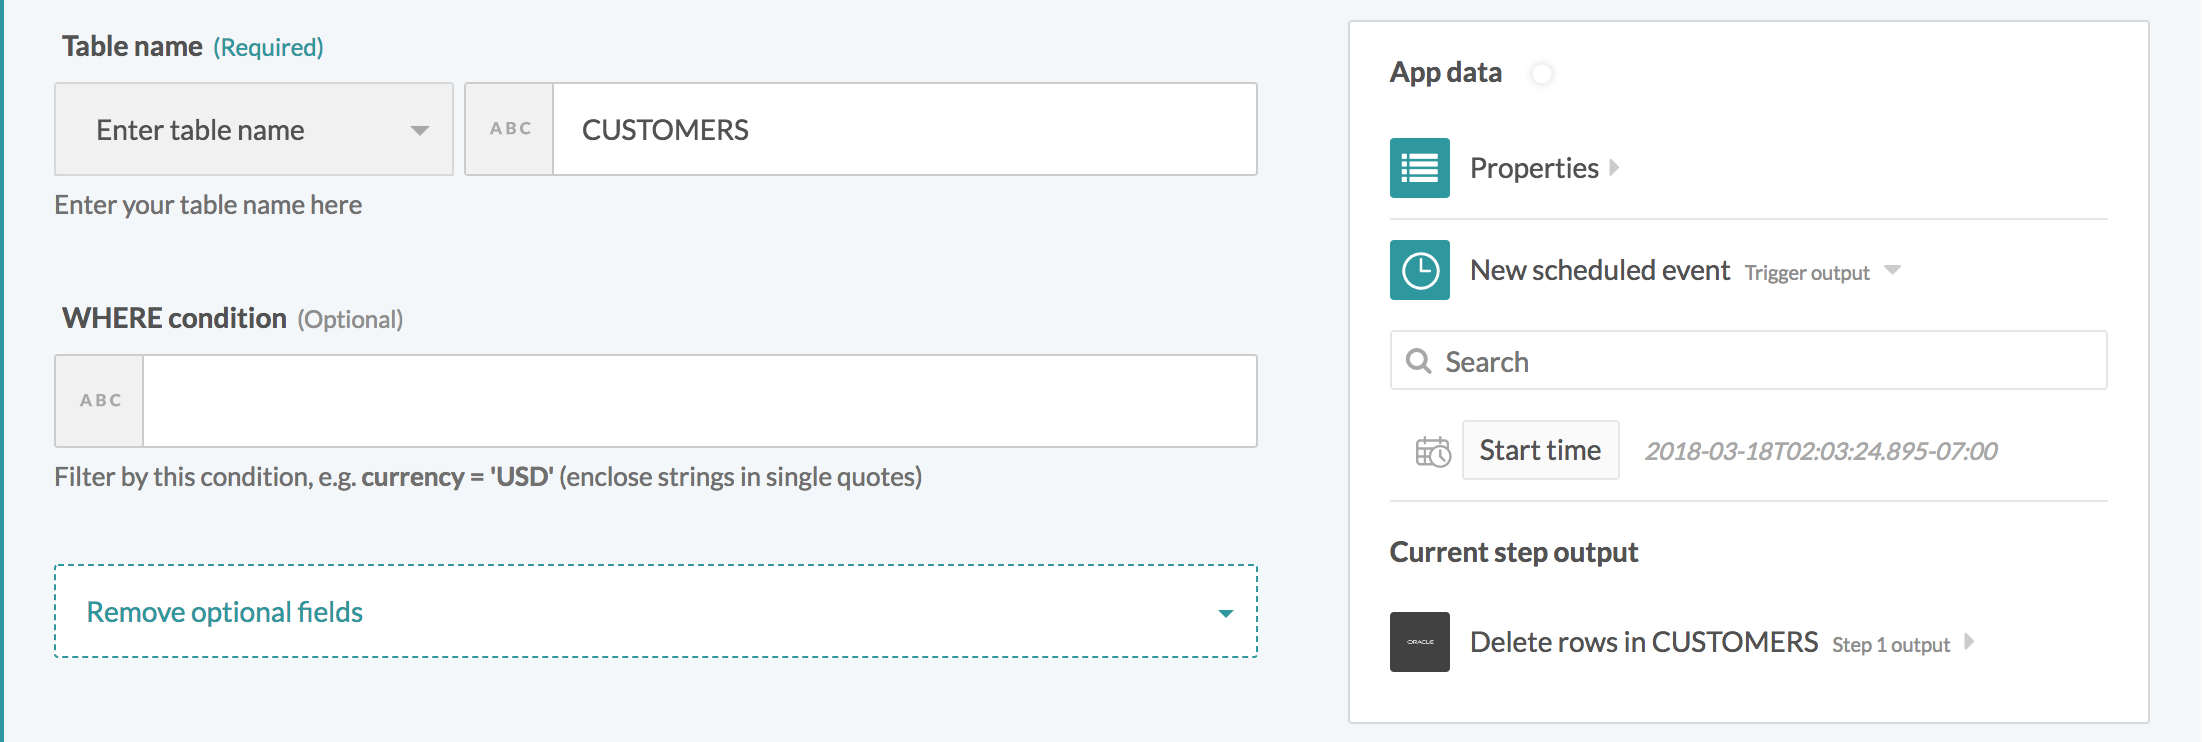 Table name (Required)
Enter table name
ABC
CUSTOMERS
Enter your table name here
WHERE condition (Optional)
ABC
Filter by this condition, e.g. currency = 'USD' (enclose strings in single quotes)
Remove optional fields
App data
Properties
New scheduled event Trigger output
Search
Start time 2018-03-18T02:03:24.895-07:00
Current step output
ORACLE
Delete rows in CUSTOMERS Step 1 output